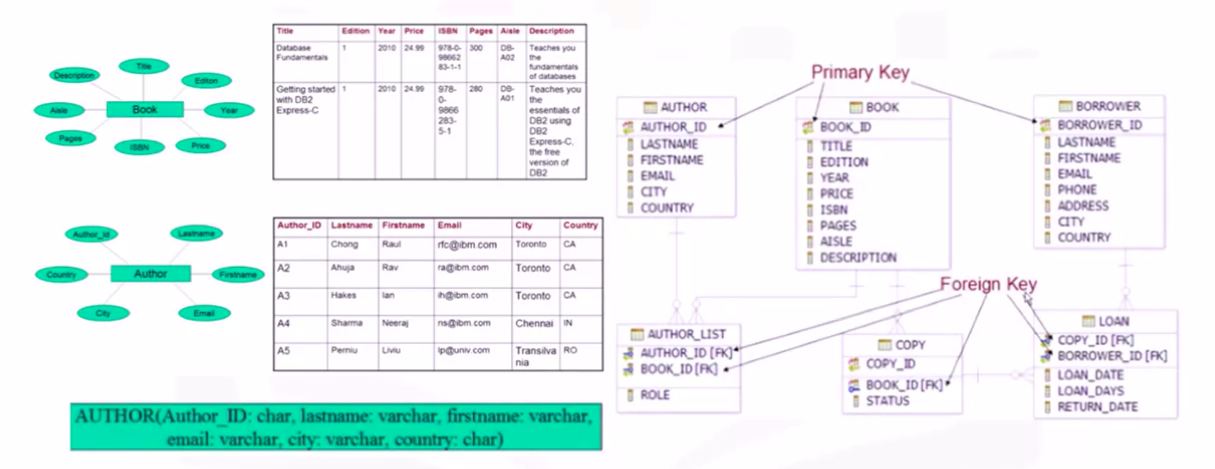 Title
Description
Editon
Aisle
Book
Year
Pages
ISBN
Price
Title Edition Year Price ISBN Pages Aisle Description
Database Fundamentals 1 2010 24.99 978-0-98662 83-1-1 300 DB-A02 Teaches you the fundamentals of databases
Getting started with DB2 Express-C 1 2010 24.99 978-0-9866 283-5-1 280 DB-A01 Teaches you the essentials of DB2 using DB2 Express-C, the free version of DB2
Author_Id
Lastname
Country
Author
Firstname
City
Email
Author_ID Lastname Firstname Email City Country
A1 Chong Raul rfc@ibm.com Toronto CA
A2 Ahuja Rav ra@ibm.com Toronto CA
A3 Hakes Ian ih@ibm.com Toronto CA
A4 Sharma Neeraj ns@ibm.com Chennai IN
A5 Perniu Liviu lp@univ.com Transilvania RO
AUTHOR(Author_ID: char, lastname: varchar, firstname: varchar,
email: varchar, city: varchar, country: char)
Primary Key
AUTHOR
AUTHOR_ID
LASTNAME
FIRSTNAME
EMAIL
CITY
COUNTRY
BOOK
BOOK_ID
TITLE
EDITION
YEAR
PRICE
ISBN
PAGES
AISLE
DESCRIPTION
BORROWER
BORROWER_ID
LASTNAME
FIRSTNAME
EMAIL
PHONE
ADDRESS
CITY
COUNTRY
Foreign Key
AUTHOR_LIST
AUTHOR_ID [FK]
BOOK_ID [FK]
ROLE
COPY
COPY_ID
BOOK_ID [FK]
STATUS
LOAN
COPY_ID [FK]
BORROWER_ID [FK]
LOAN_DATE
LOAN_DAYS
RETURN_DATE